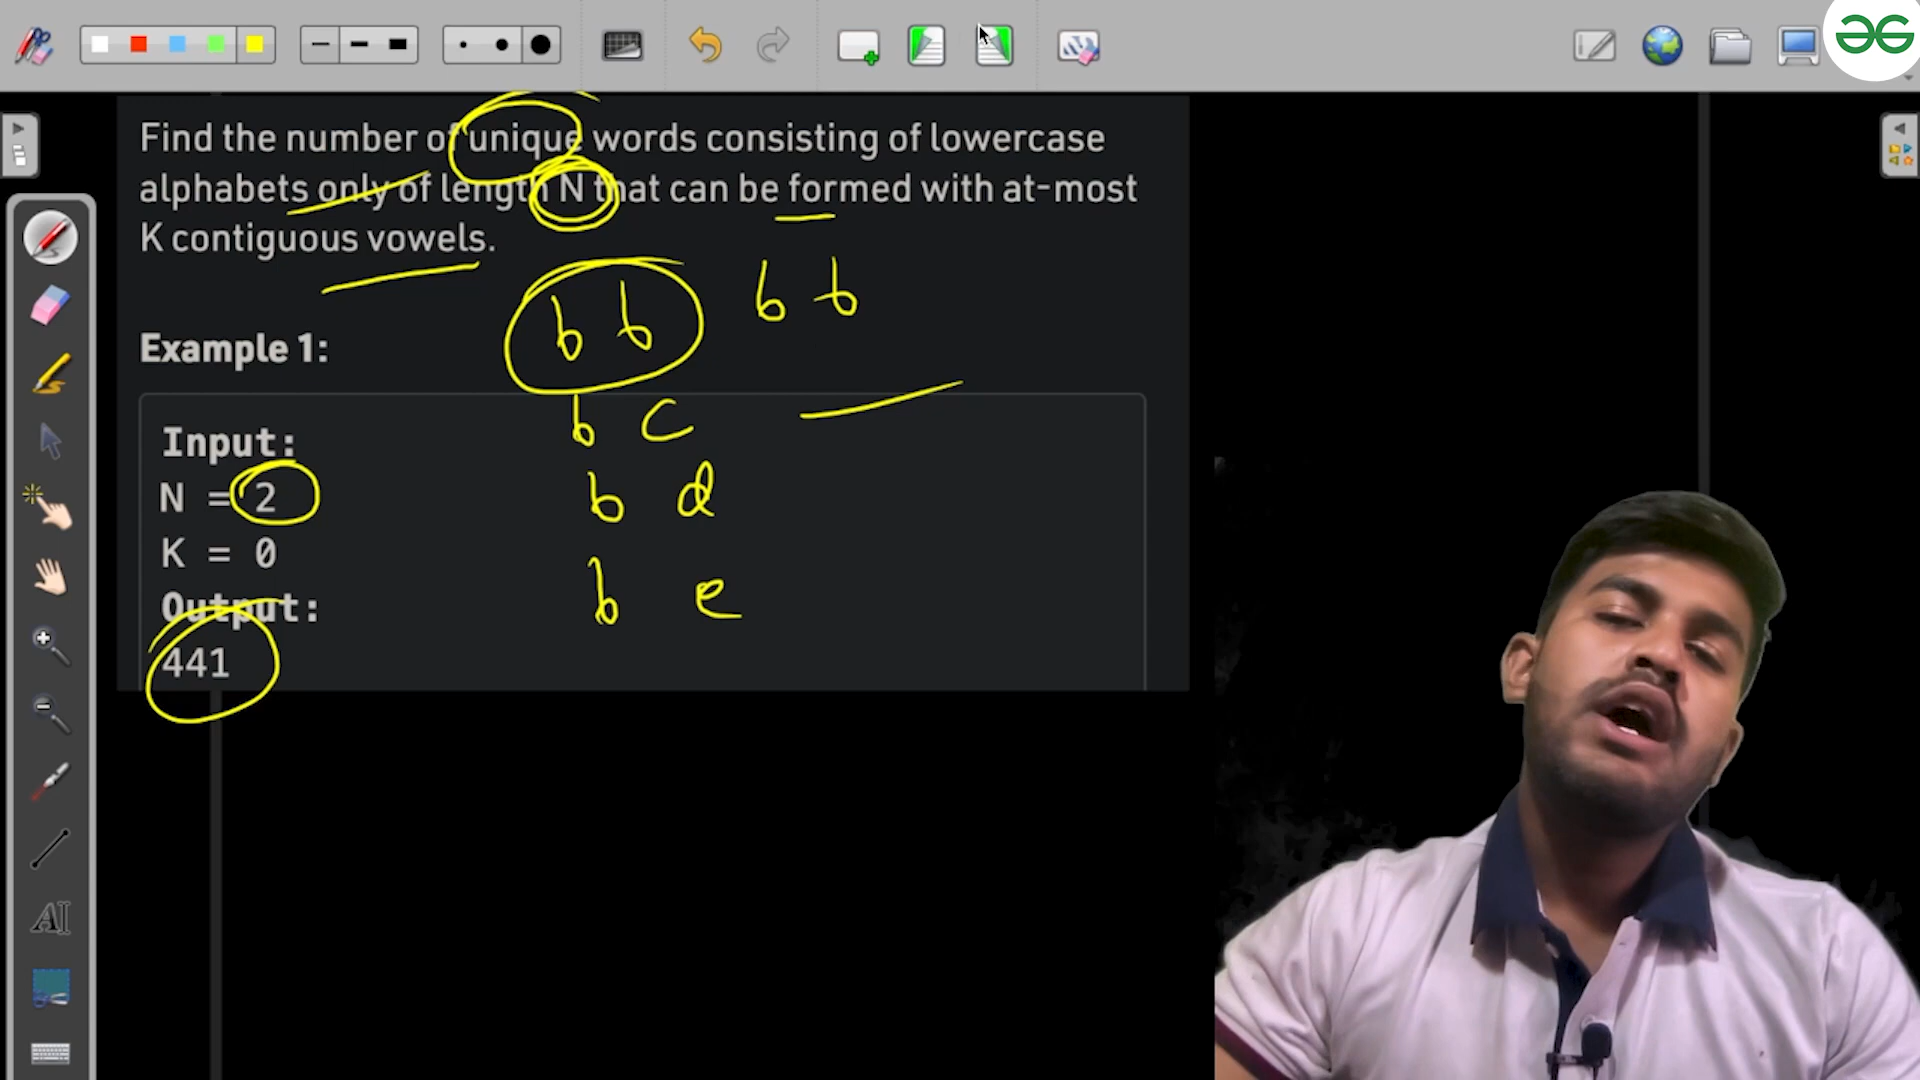 Find the number of unique words consisting of lowercase
alphabets only of length N that can be formed with at-most
K contiguous vowels.
b b b b
Example 1:
b c
Input:
N = 2
b d
K = 0
b e
Output:
441